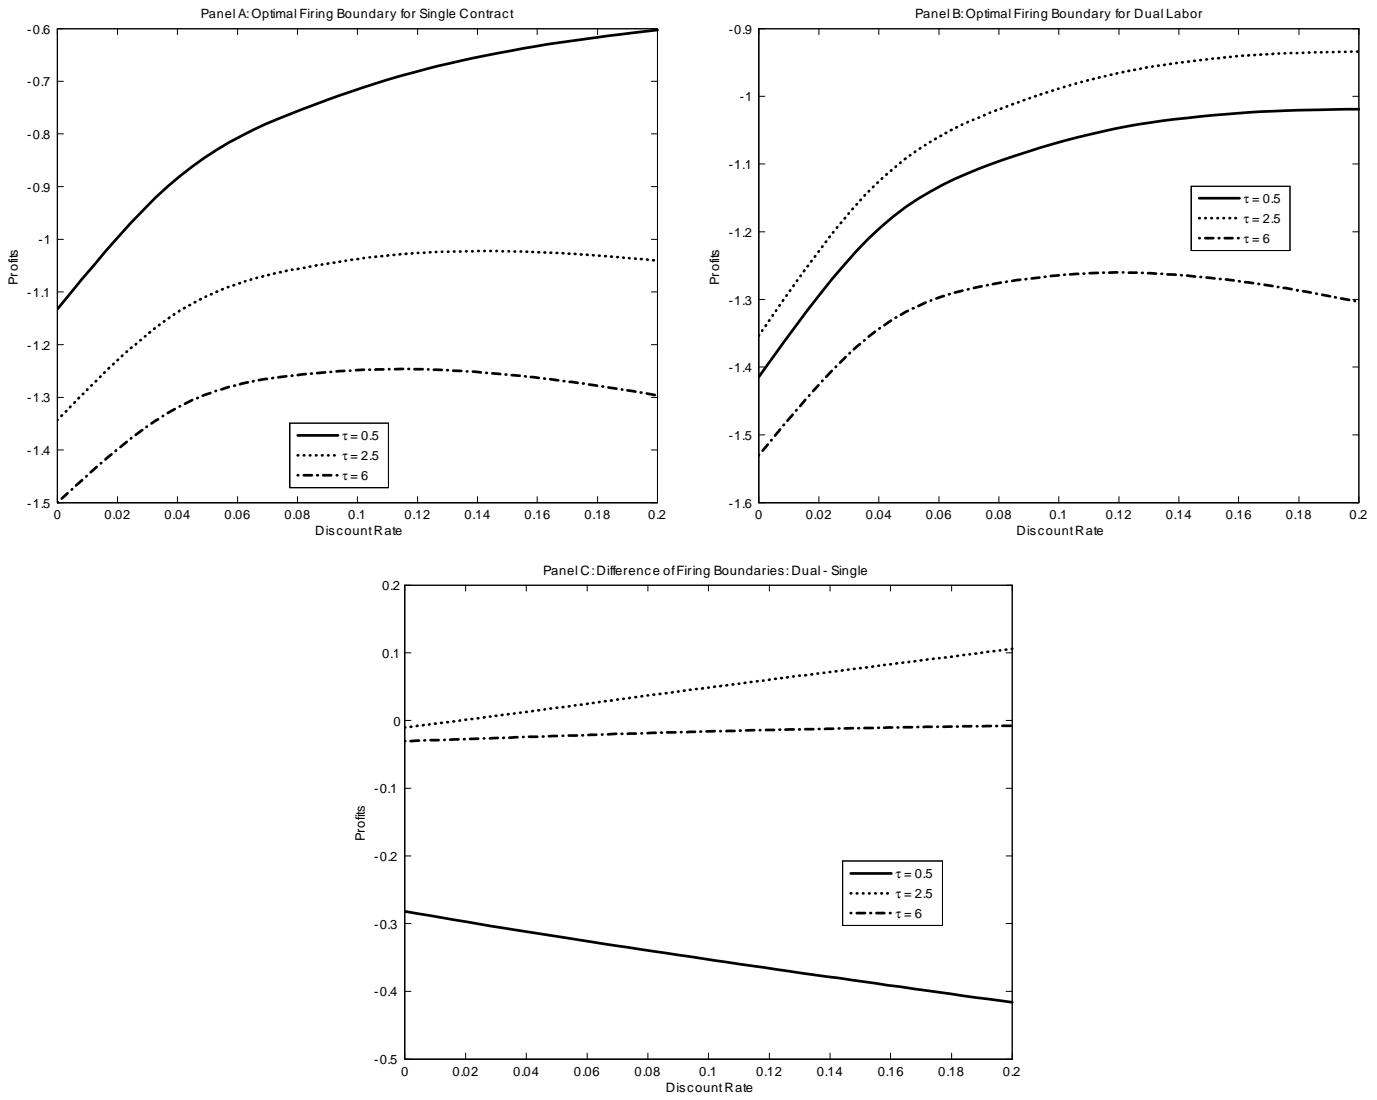 Panel A: Optimal Firing Boundary for Single Contract
-0.6
-0.7
-0.8
-0.9
-1
-1.1
-1.2
-1.3
-1.4
-1.5
Profits
τ = 0.5
τ = 2.5
τ = 6
0 0.02 0.04 0.06 0.08 0.1 0.12 0.14 0.16 0.18 0.2
Discount Rate
Panel B: Optimal Firing Boundary for Dual Labor
-0.9
-1
-1.1
-1.2
-1.3
-1.4
-1.5
-1.6
Profits
τ = 0.5
τ = 2.5
τ = 6
0 0.02 0.04 0.06 0.08 0.1 0.12 0.14 0.16 0.18 0.2
Discount Rate
Panel C: Difference of Firing Boundaries: Dual - Single
0.2
0.1
0
-0.1
-0.2
-0.3
-0.4
-0.5
Profits
τ = 0.5
τ = 2.5
τ = 6
0 0.02 0.04 0.06 0.08 0.1 0.12 0.14 0.16 0.18 0.2
Discount Rate